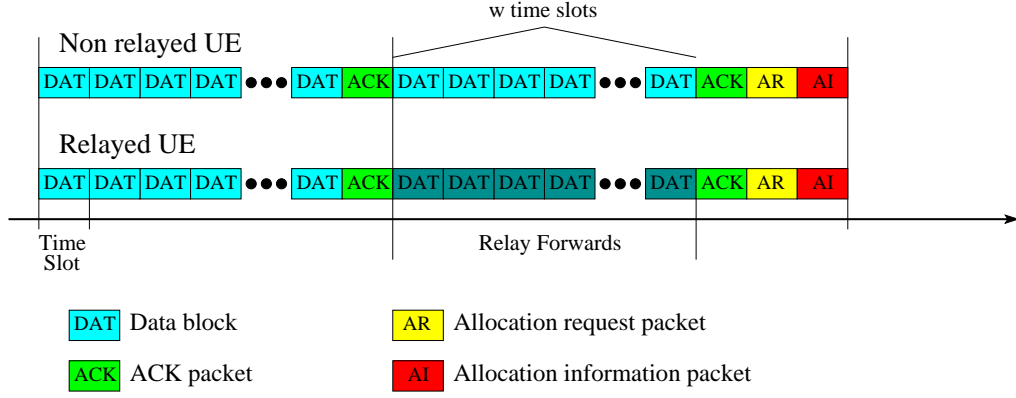 w time slots
Non relayed UE
DAT DAT DAT DAT DAT ACK DAT DAT DAT DAT DAT ACK AR AI
Relayed UE
DAT DAT DAT DAT DAT ACK DAT DAT DAT DAT DAT ACK AR AI
Time
Slot
Relay Forwards
DAT Data block
AR Allocation request packet
ACK ACK packet
AI Allocation information packet